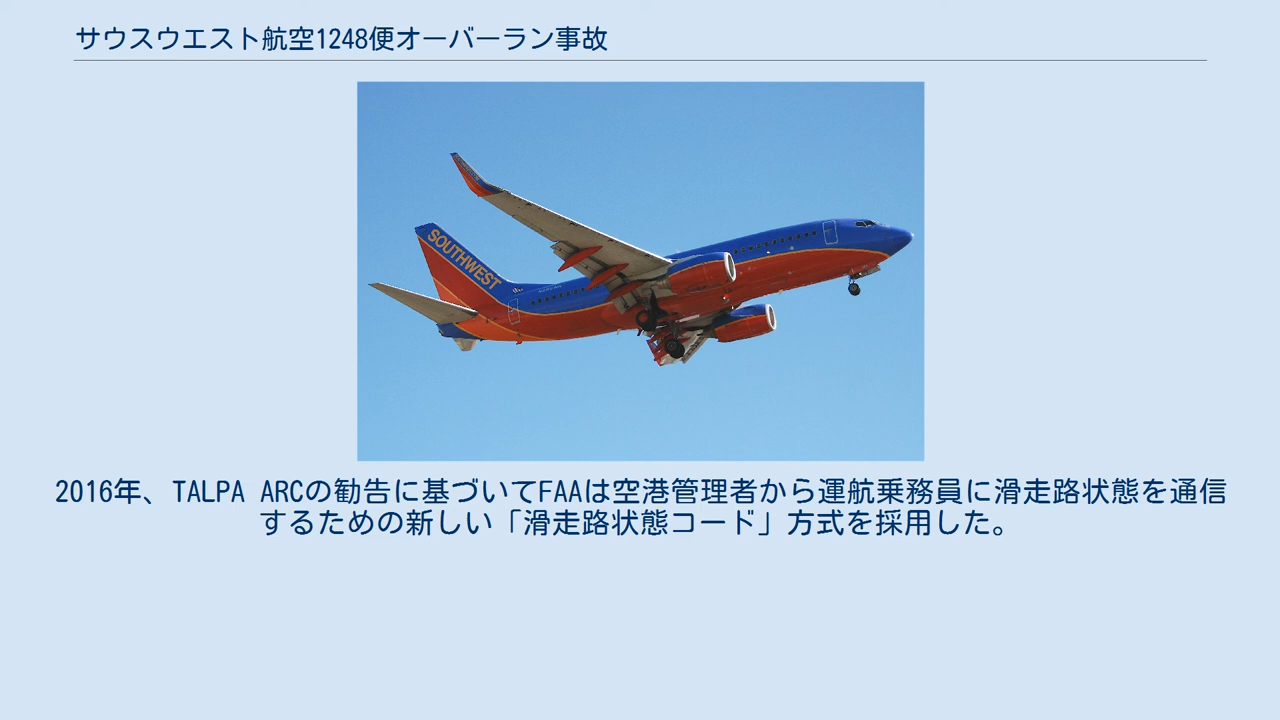 サウスウエスト航空1248便オーバーラン事故
SOUTHWEST
2016年、TALPA ARCの勧告に基づいてFAAは空港管理者から運航乗務員に滑走路状態を通信
するための新しい「滑走路状態コード」方式を採用した。